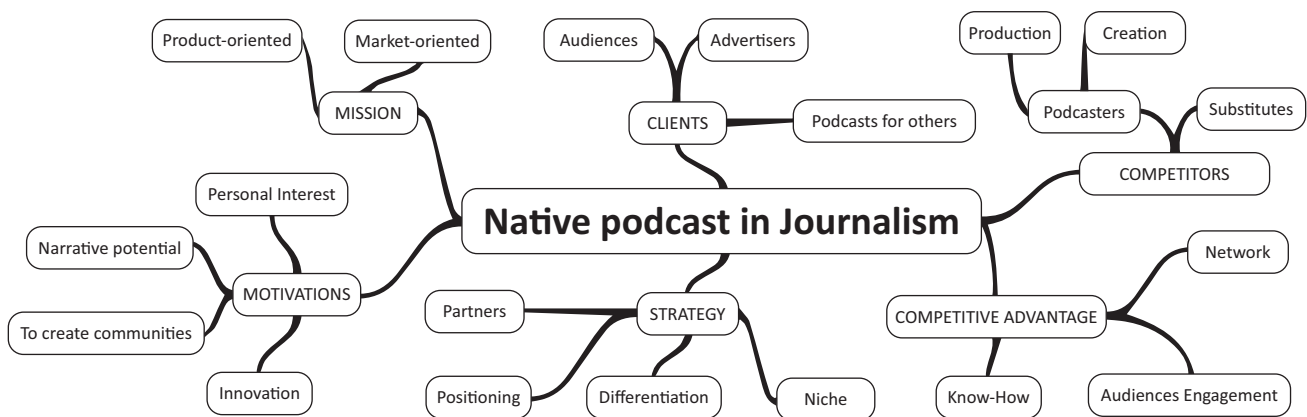 Product-oriented
Market-oriented
MISSION
Audiences
Advertisers
CLIENTS
Podcasts for others
Production
Creation
Podcasters
Substitutes
COMPETITORS
Native podcast in Journalism
Personal Interest
Narrative potential
MOTIVATIONS
To create communities
Innovation
Partners
STRATEGY
Positioning
Differentiation
Niche
Network
COMPETITIVE ADVANTAGE
Know-How
Audiences Engagement